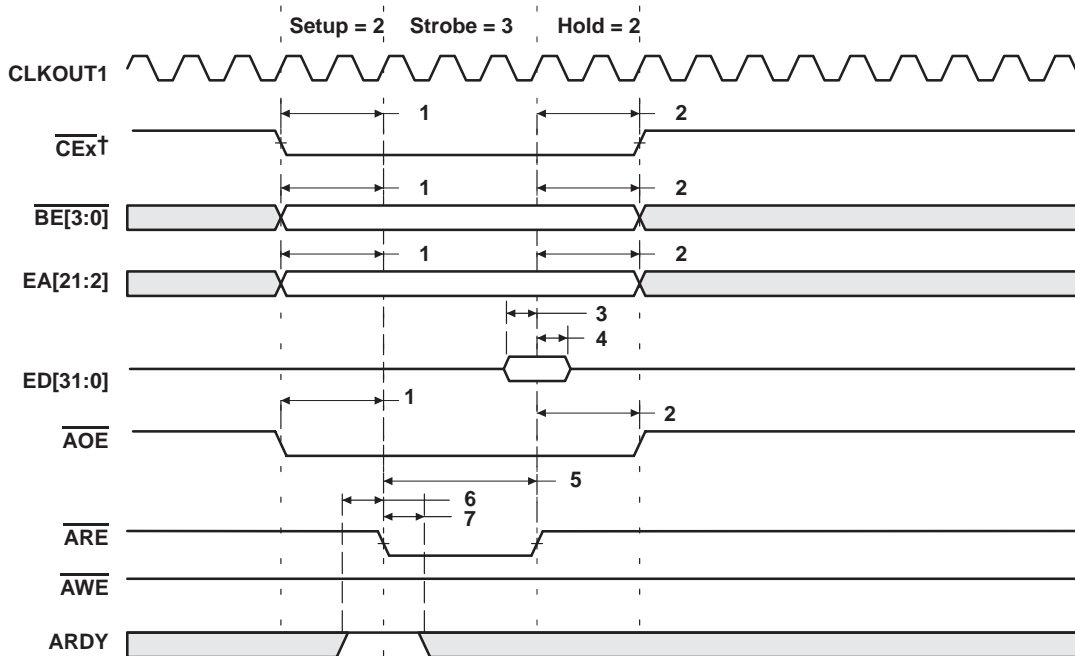 Setup = 2 Strobe = 3 Hold = 2
CLKOUT1
1 2
CEx†
1 2
BE[3:0]
1 2
EA[21:2]
3
4
ED[31:0]
1
2
AOE
5
6
7
ARE
AWE
ARDY